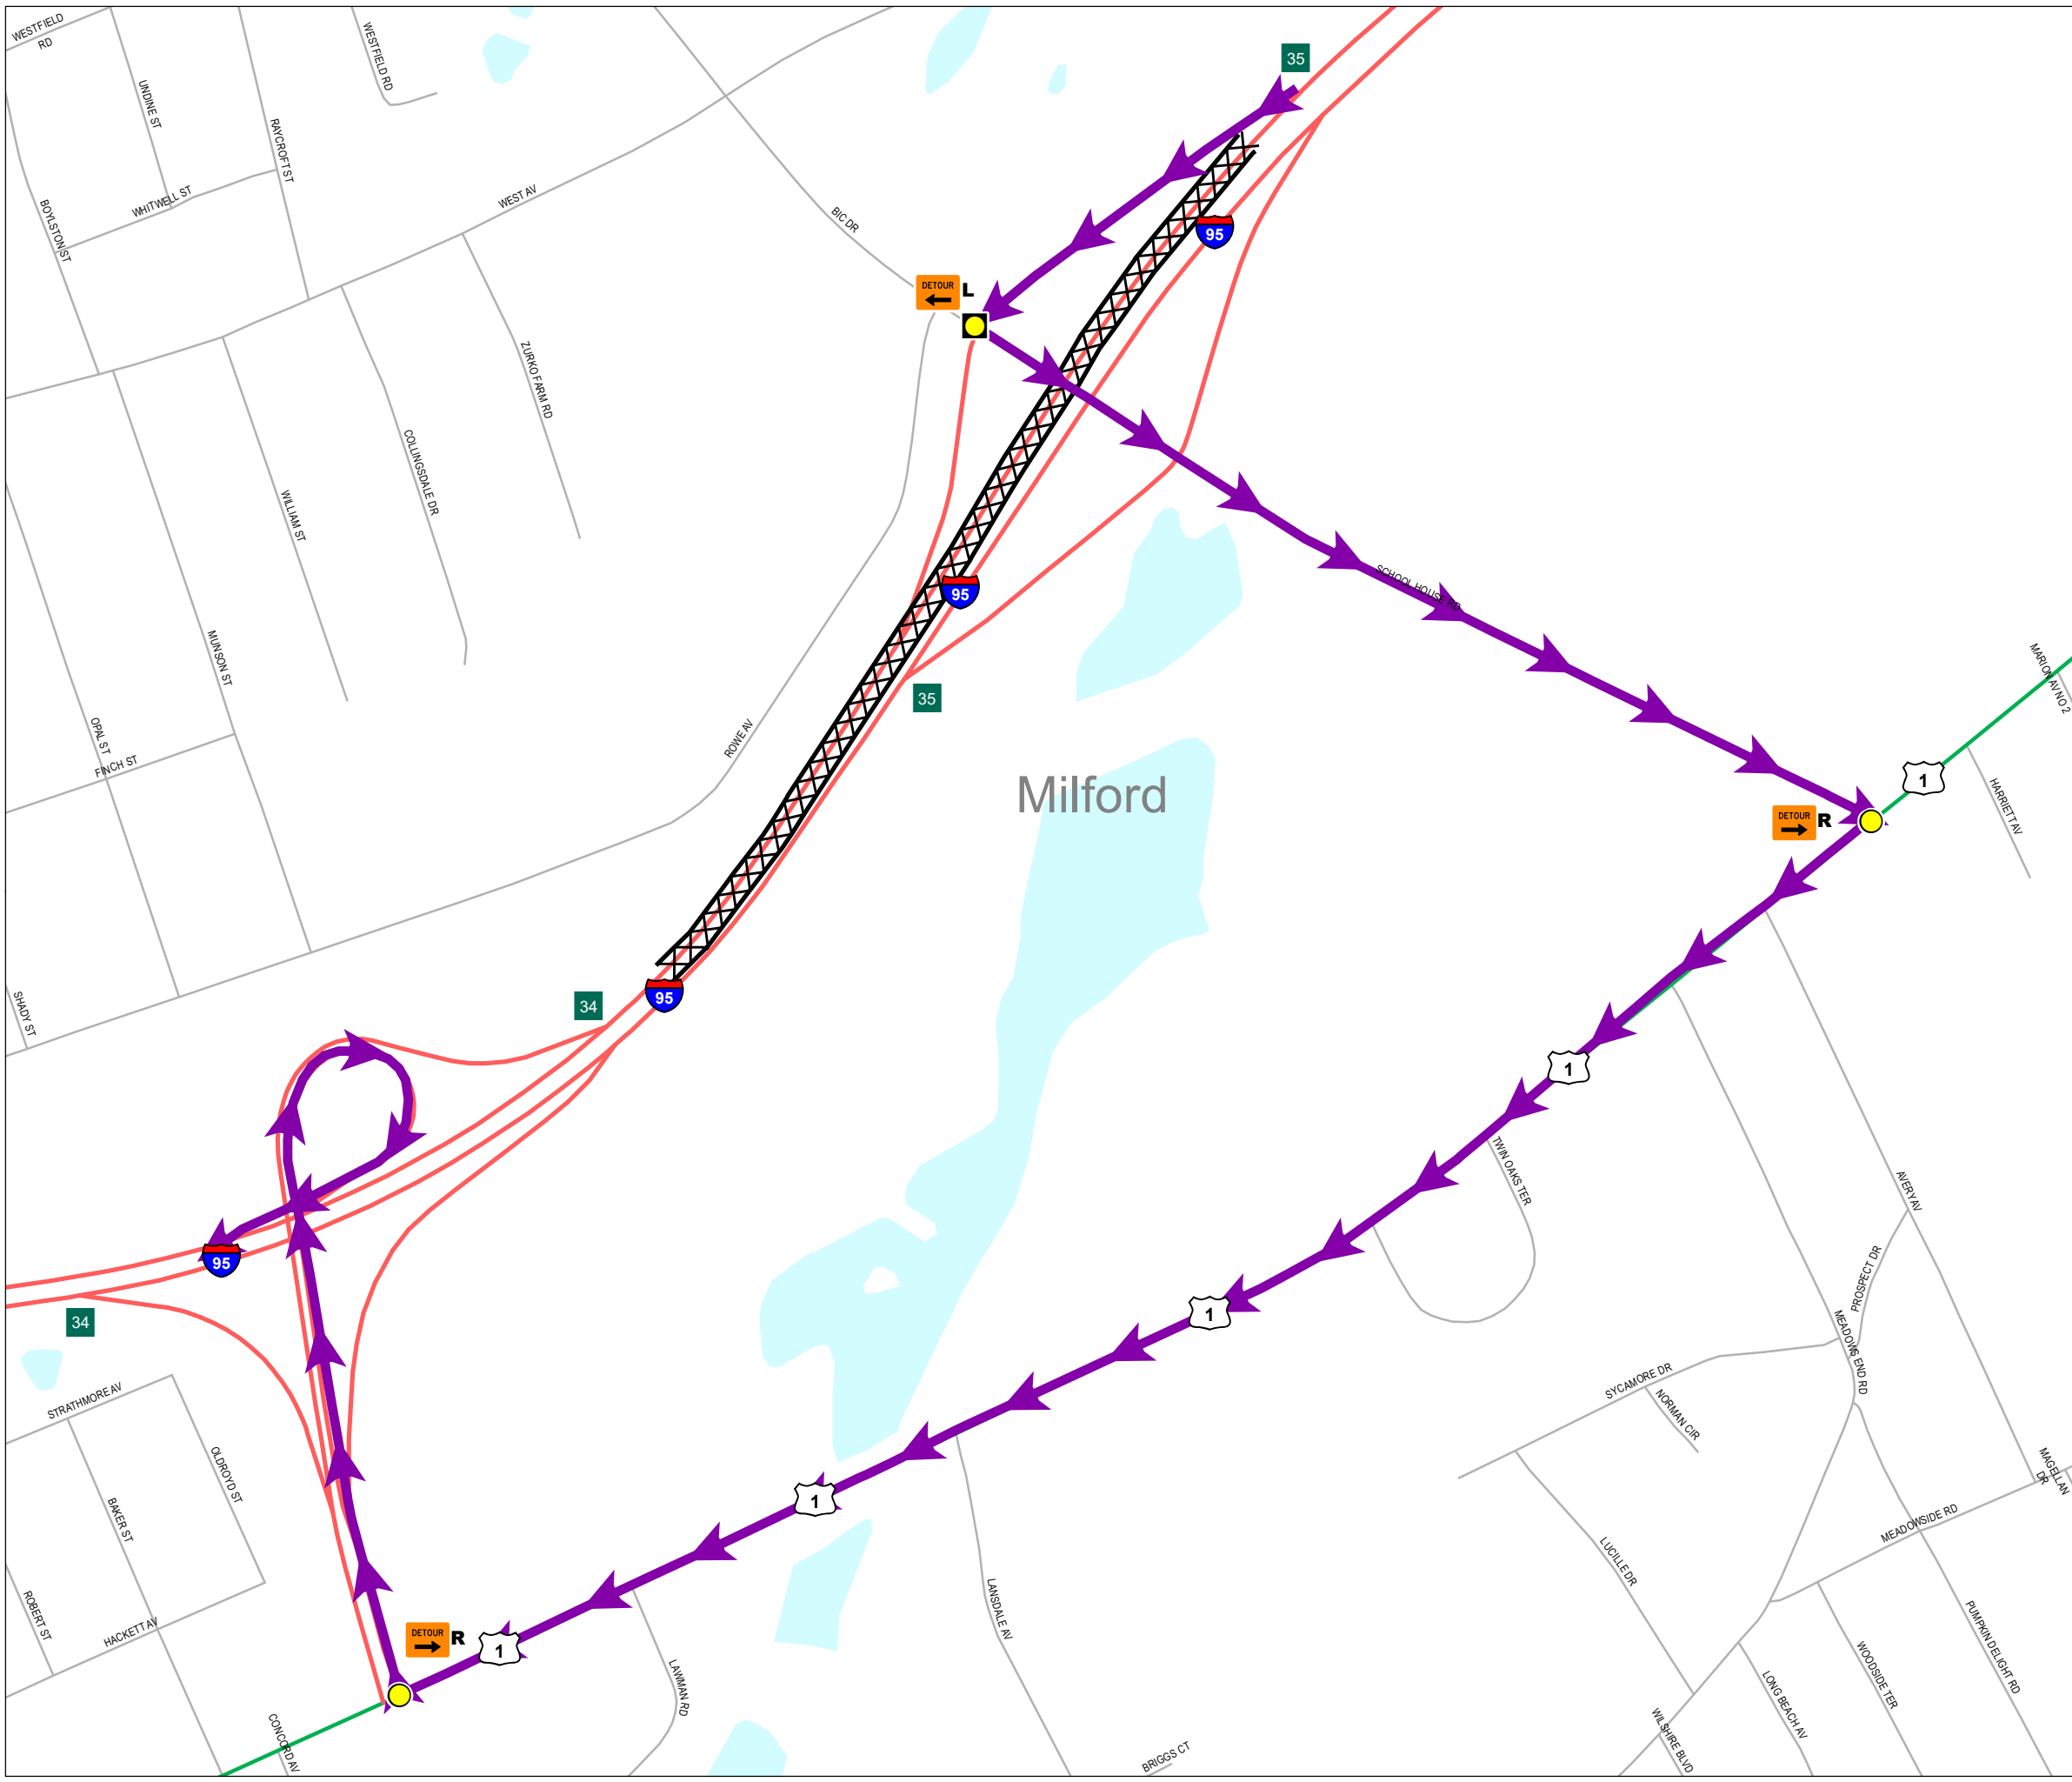 WESTFIELD
RD
UNDINE ST
RAYCROFT ST
WESTFIELD RD
35
BOYLSTON ST
WHITWELL ST
WEST AV
BIC DR
95
DETOUR
L
ZURKO FARM RD
COLLINGSDALE DR
WILLIAM ST
SCHOOL HOUSE RD
95
MUNSON ST
35
MARION AV NO 2
OPAL ST
FINCH ST
ROWE AV
Milford
1
HARRIET AV
DETOUR
R
SHADY ST
34
95
1
TWIN OAKS TER
AVERY AV
95
34
1
PROSPECT DR
MEADOWS END RD
STRATHMORE AV
SYCAMORE DR
NORMAN CIR
OLDROYD ST
BAKER ST
1
MAGELLAN
DR
MEADOWSIDE RD
LUCILLE DR
ROBERT ST
HACKETT AV
LANSDALE AV
DETOUR
R
1
PUMPKIN DELIGHT RD
WOODSIDE TER
LAWMAN RD
LONG BEACH AV
CONCORD AV
WILSHIRE BLVD
BRIGGS CT